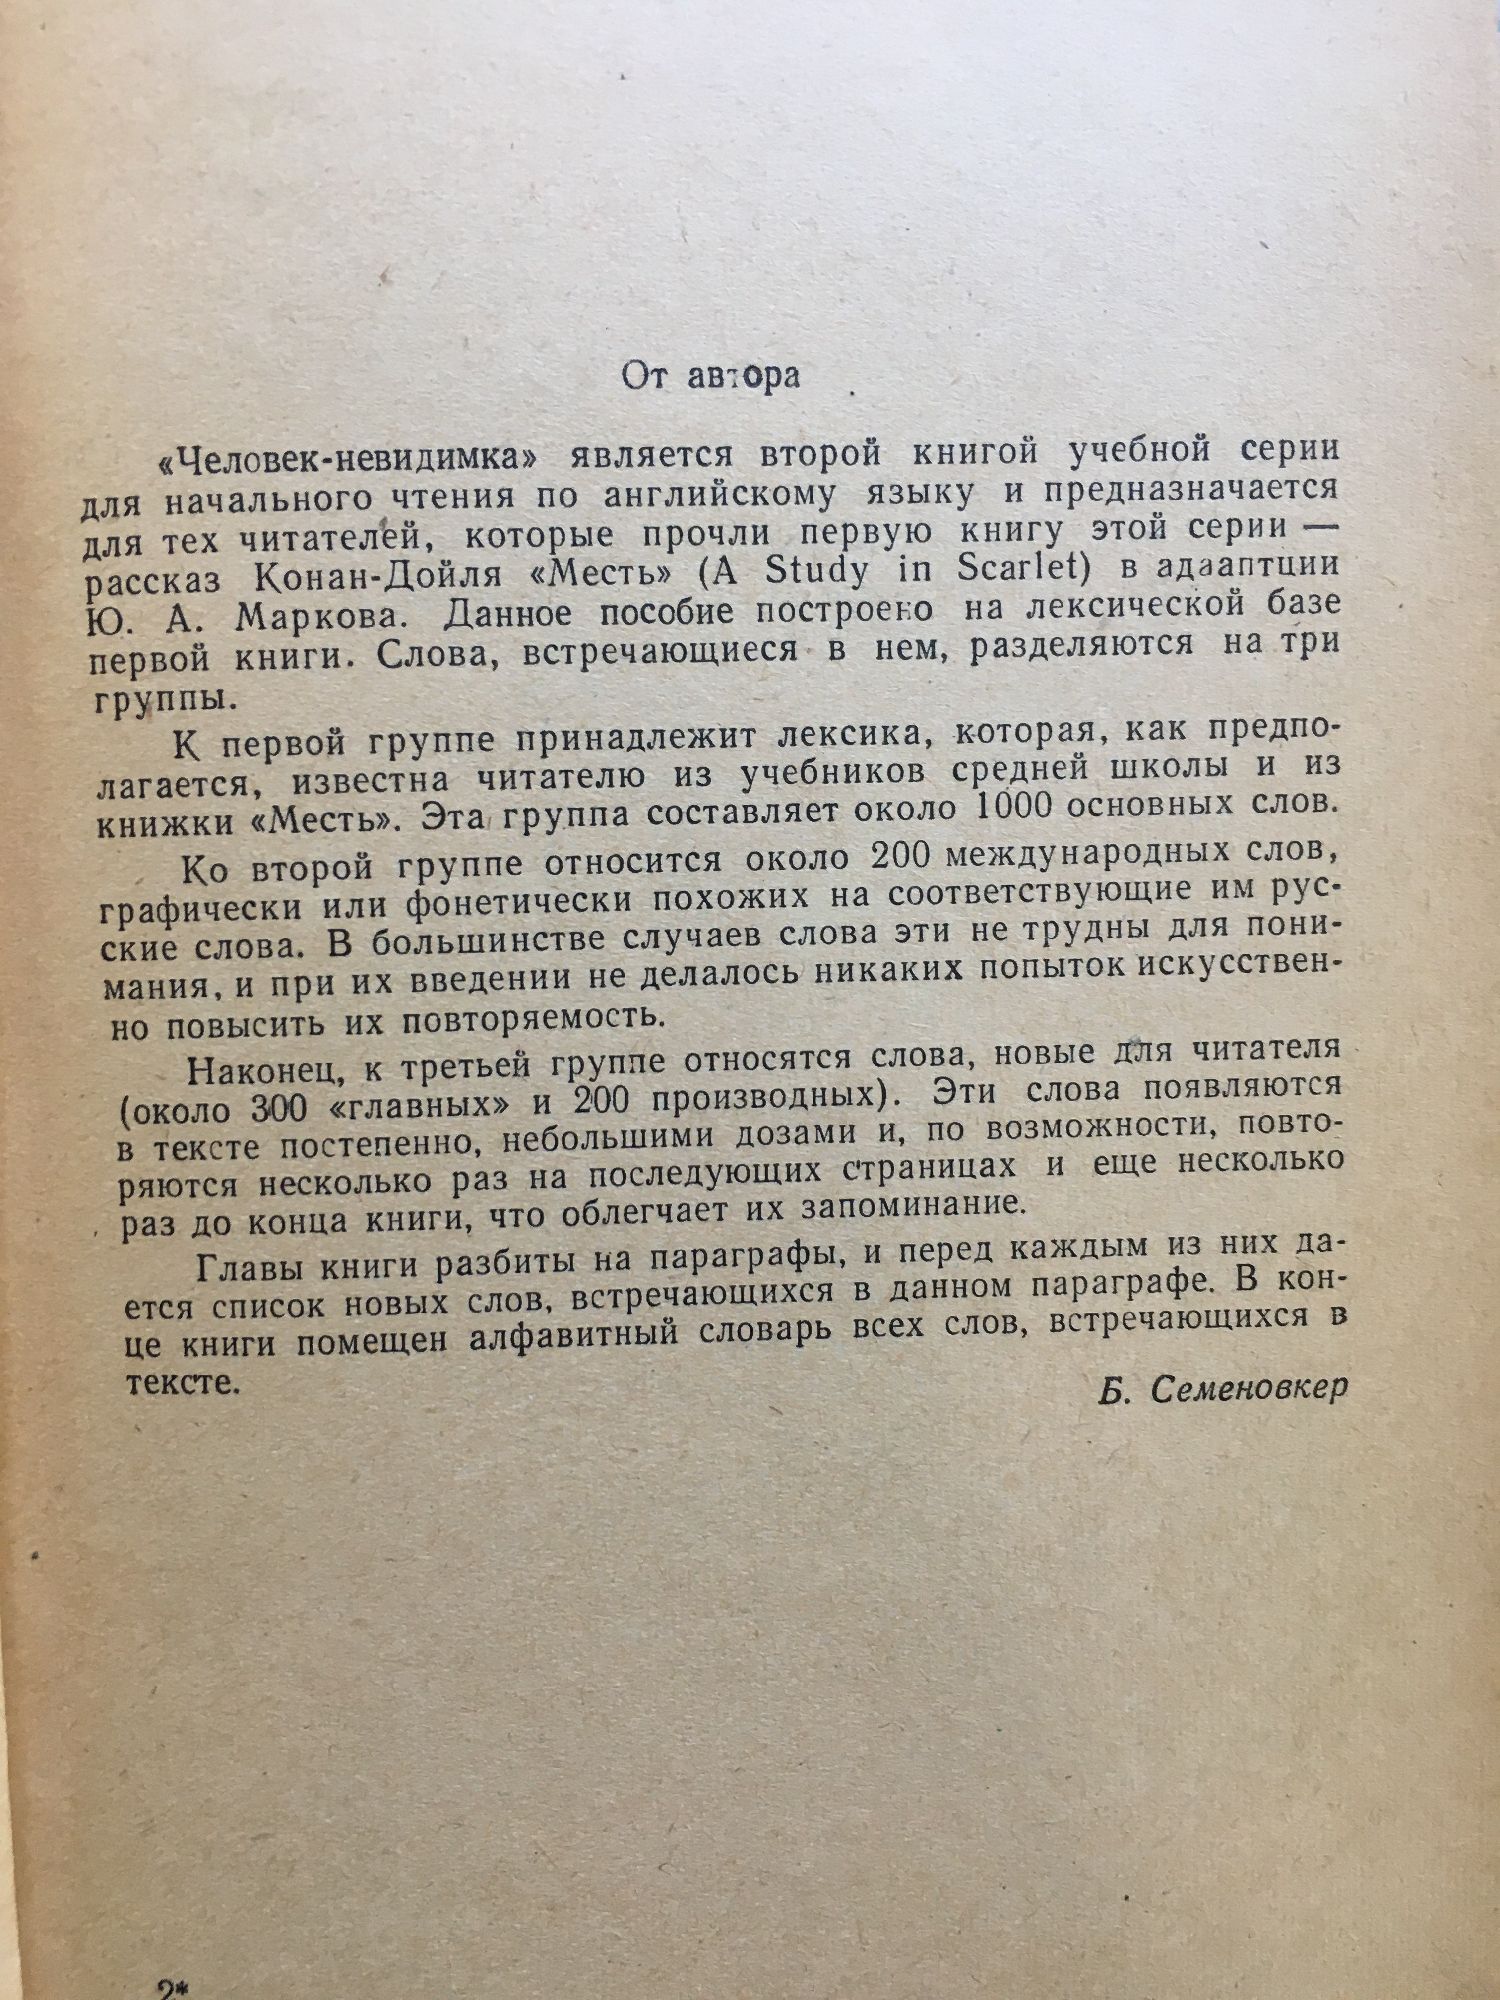 От автора
«Человек-невидимка» является второй книгой учебной серии
для начального чтения по английскому языку и предназначается
для тех читателей, которые прочли первую книгу этой серии —
рассказ Конан-Дойля «Месть» (A Study in Scarlet) в адааптции
Ю. А. Маркова. Данное пособие построено на лексической базе
первой книги. Слова, встречающиеся в нем, разделяются на три
группы.
К первой группе принадлежит лексика, которая, как предпо-
лагается, известна читателю из учебников средней школы и из
книжки «Месть». Эта группа составляет около 1000 основных слов.
Ко второй группе относится около 200 международных слов,
графически или фонетически похожих на соответствующие им рус-
ские слова. В большинстве случаев слова эти не трудны для пони-
мания, и при их введении не делалось никаких попыток искусствен-
но повысить их повторяемость.
Наконец, к третьей группе относятся слова, новые для читателя
(около 300 «главных» и 200 производных). Эти слова появляются
в тексте постепенно, небольшими дозами и, по возможности, повто-
ряются несколько раз на последующих страницах и еще несколько
раз до конца книги, что облегчает их запоминание.
Главы книги разбиты на параграфы, и перед каждым из них да-
ется список новых слов, встречающихся в данном параграфе. В кон-
це книги помещен алфавитный словарь всех слов, встречающихся в
тексте.
Б. Семеновкер
2*